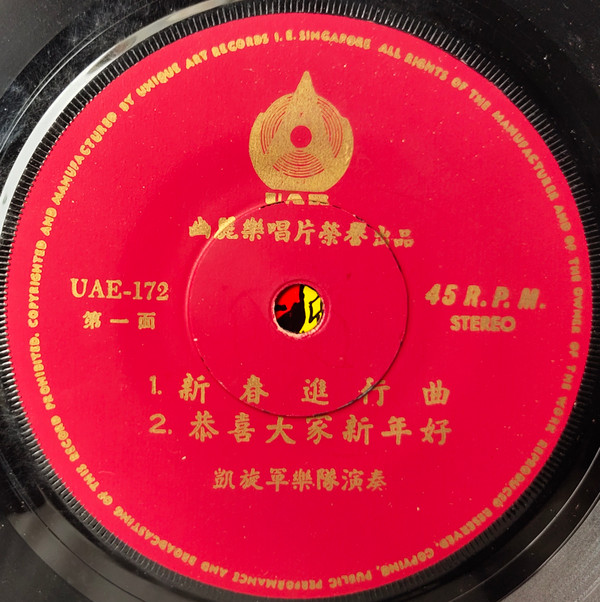 COPYRIGHTED AND MANUFACTURED BY UNIQUE ART RECORDS I. E. SINGAPORE ALL RIGHTS OF THE MANUFACTURER AND OF THE OWNER OF THE WORK REPRODUCED RESERVED. COPYING, PUBLIC PERFORMANCE AND BROADCASTING OF THIS RECORD PROHIBITED.
UAR
幽麗樂唱片榮譽出品
UAE-172
第一面
45 R.P.M.
STEREO
1. 新春進行曲
2. 恭喜大家新年好
凱旋軍樂隊演奏